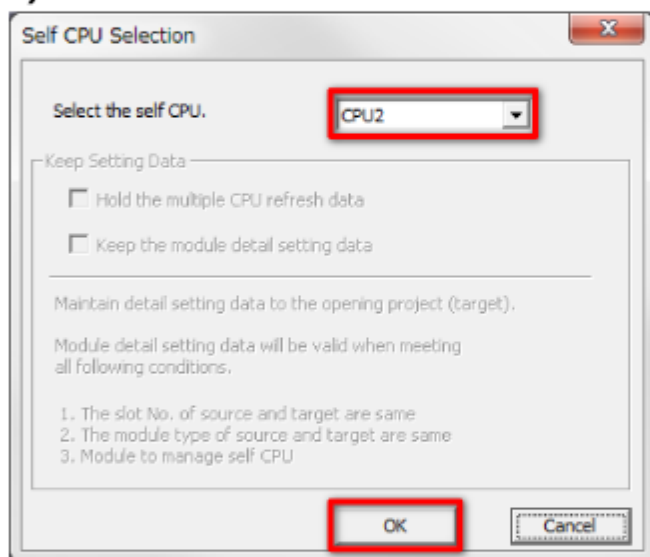 Self CPU Selection
Select the self CPU.
CPU2
Keep Setting Data
Hold the multiple CPU refresh data
Keep the module detail setting data
Maintain detail setting data to the opening project (target).
Module detail setting data will be valid when meeting
all following conditions.
1. The slot No. of source and target are same
2. The module type of source and target are same
3. Module to manage self CPU
OK
Cancel